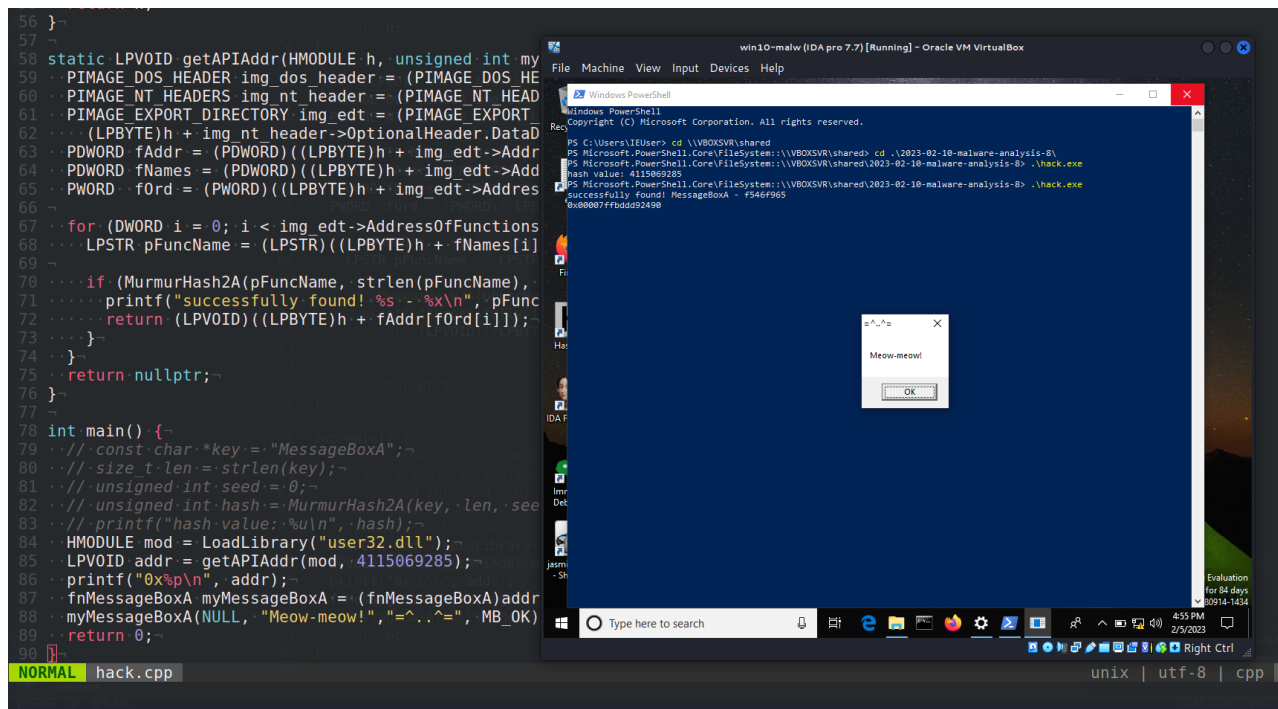 56 }¬
57 ¬
58 static·LPVOID·getAPIAddr(HMODULE·h,·unsigned·int·my
59 ··PIMAGE_DOS_HEADER·img_dos_header·=·(PIMAGE_DOS_HE
60 ··PIMAGE_NT_HEADERS·img_nt_header·=·(PIMAGE_NT_HEAD
61 ··PIMAGE_EXPORT_DIRECTORY·img_edt·=·(PIMAGE_EXPORT_
62 ····(LPBYTE)h·+·img_nt_header->OptionalHeader.DataD
63 ··PDWORD·fAddr·=·(PDWORD)((LPBYTE)h·+·img_edt->Addr
64 ··PDWORD·fNames·=·(PDWORD)((LPBYTE)h·+·img_edt->Add
65 ··PWORD··fOrd·=·(PWORD)((LPBYTE)h·+·img_edt->Addres
66 ¬
67 ··for·(DWORD·i·=·0;·i·<·img_edt->AddressOfFunctions
68 ····LPSTR·pFuncName·=·(LPSTR)((LPBYTE)h·+·fNames[i]
69 ¬
70 ····if·(MurmurHash2A(pFuncName,·strlen(pFuncName),·
71 ······printf("successfully·found!·%s·-·%x\n",·pFunc
72 ······return·(LPVOID)((LPBYTE)h·+·fAddr[fOrd[i]]);¬
73 ····}¬
74 ··}¬
75 ··return·nullptr;¬
76 }¬
77 ¬
78 int·main()·{¬
79 ··//·const·char·*key·=·"MessageBoxA";¬
80 ··//·size_t·len·=·strlen(key);¬
81 ··//·unsigned·int·seed·=·0;¬
82 ··//·unsigned·int·hash·=·MurmurHash2A(key,·len,·see
83 ··//·printf("hash·value:·%u\n",·hash);¬
84 ··HMODULE·mod·=·LoadLibrary("user32.dll");¬
85 ··LPVOID·addr·=·getAPIAddr(mod,·4115069285);¬
86 ··printf("0x%p\n",·addr);¬
87 ··fnMessageBoxA·myMessageBoxA·=·(fnMessageBoxA)addr
88 ··myMessageBoxA(NULL,·"Meow-meow!","=^..^=",·MB_OK)
89 ··return·0;¬
90 }¬
NORMAL hack.cpp unix | utf-8 | cpp
win10-malw (IDA pro 7.7) [Running] - Oracle VM VirtualBox
File Machine View Input Devices Help
Windows PowerShell
Windows PowerShell
Copyright (C) Microsoft Corporation. All rights reserved.
PS C:\Users\IEUser> cd \\VBOXSVR\shared
PS Microsoft.PowerShell.Core\FileSystem::\\VBOXSVR\shared> cd .\2023-02-10-malware-analysis-8\
PS Microsoft.PowerShell.Core\FileSystem::\\VBOXSVR\shared\2023-02-10-malware-analysis-8> .\hack.exe
hash value: 4115069285
PS Microsoft.PowerShell.Core\FileSystem::\\VBOXSVR\shared\2023-02-10-malware-analysis-8> .\hack.exe
successfully found! MessageBoxA - f546f965
0x00007ffbddd92490
=^..^=
Meow-meow!
OK
Recy
Fi
Has
IDA F
Imr
Deb
jasmi
- Sh
Evaluation
for 84 days
80914-1434
Type here to search
4:55 PM
2/5/2023
Right Ctrl